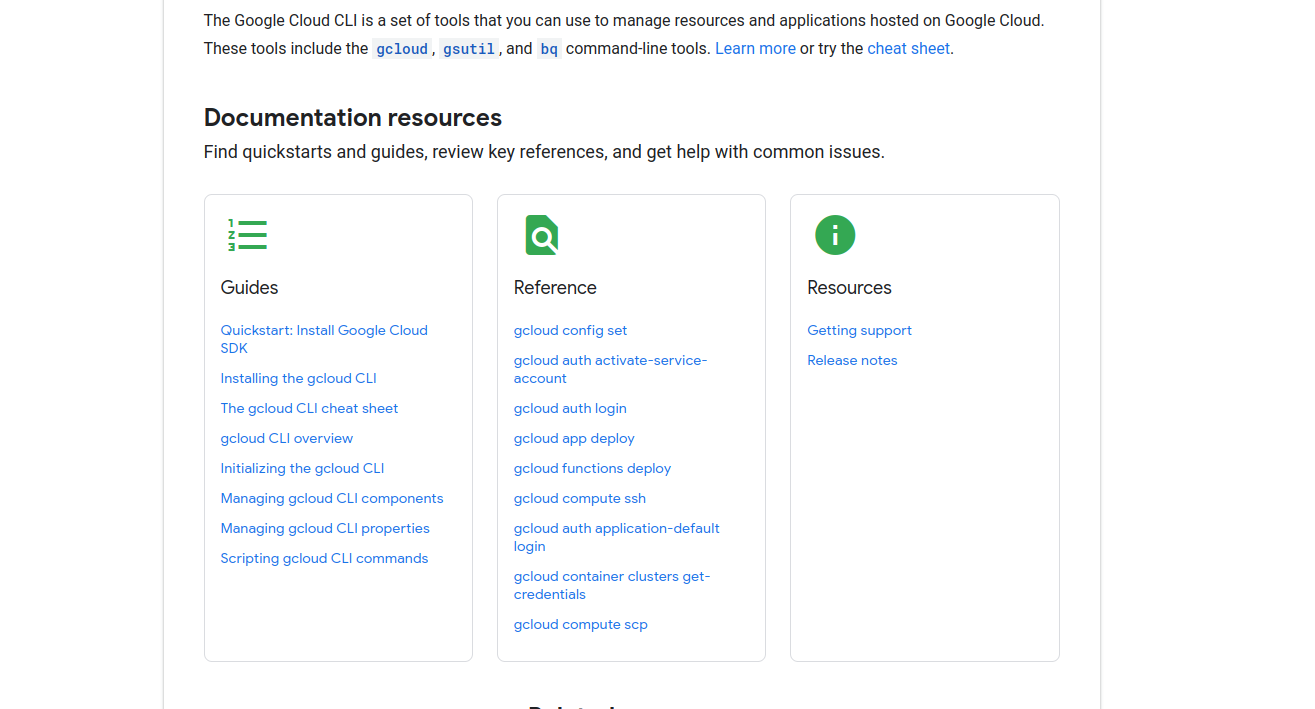 The Google Cloud CLI is a set of tools that you can use to manage resources and applications hosted on Google Cloud.
These tools include the gcloud, gsutil, and bq command-line tools. Learn more or try the cheat sheet.
Documentation resources
Find quickstarts and guides, review key references, and get help with common issues.
1
2
3
Guides
Quickstart: Install Google Cloud
SDK
Installing the gcloud CLI
The gcloud CLI cheat sheet
gcloud CLI overview
Initializing the gcloud CLI
Managing gcloud CLI components
Managing gcloud CLI properties
Scripting gcloud CLI commands
Reference
gcloud config set
gcloud auth activate-service-
account
gcloud auth login
gcloud app deploy
gcloud functions deploy
gcloud compute ssh
gcloud auth application-default
login
gcloud container clusters get-
credentials
gcloud compute scp
i
Resources
Getting support
Release notes